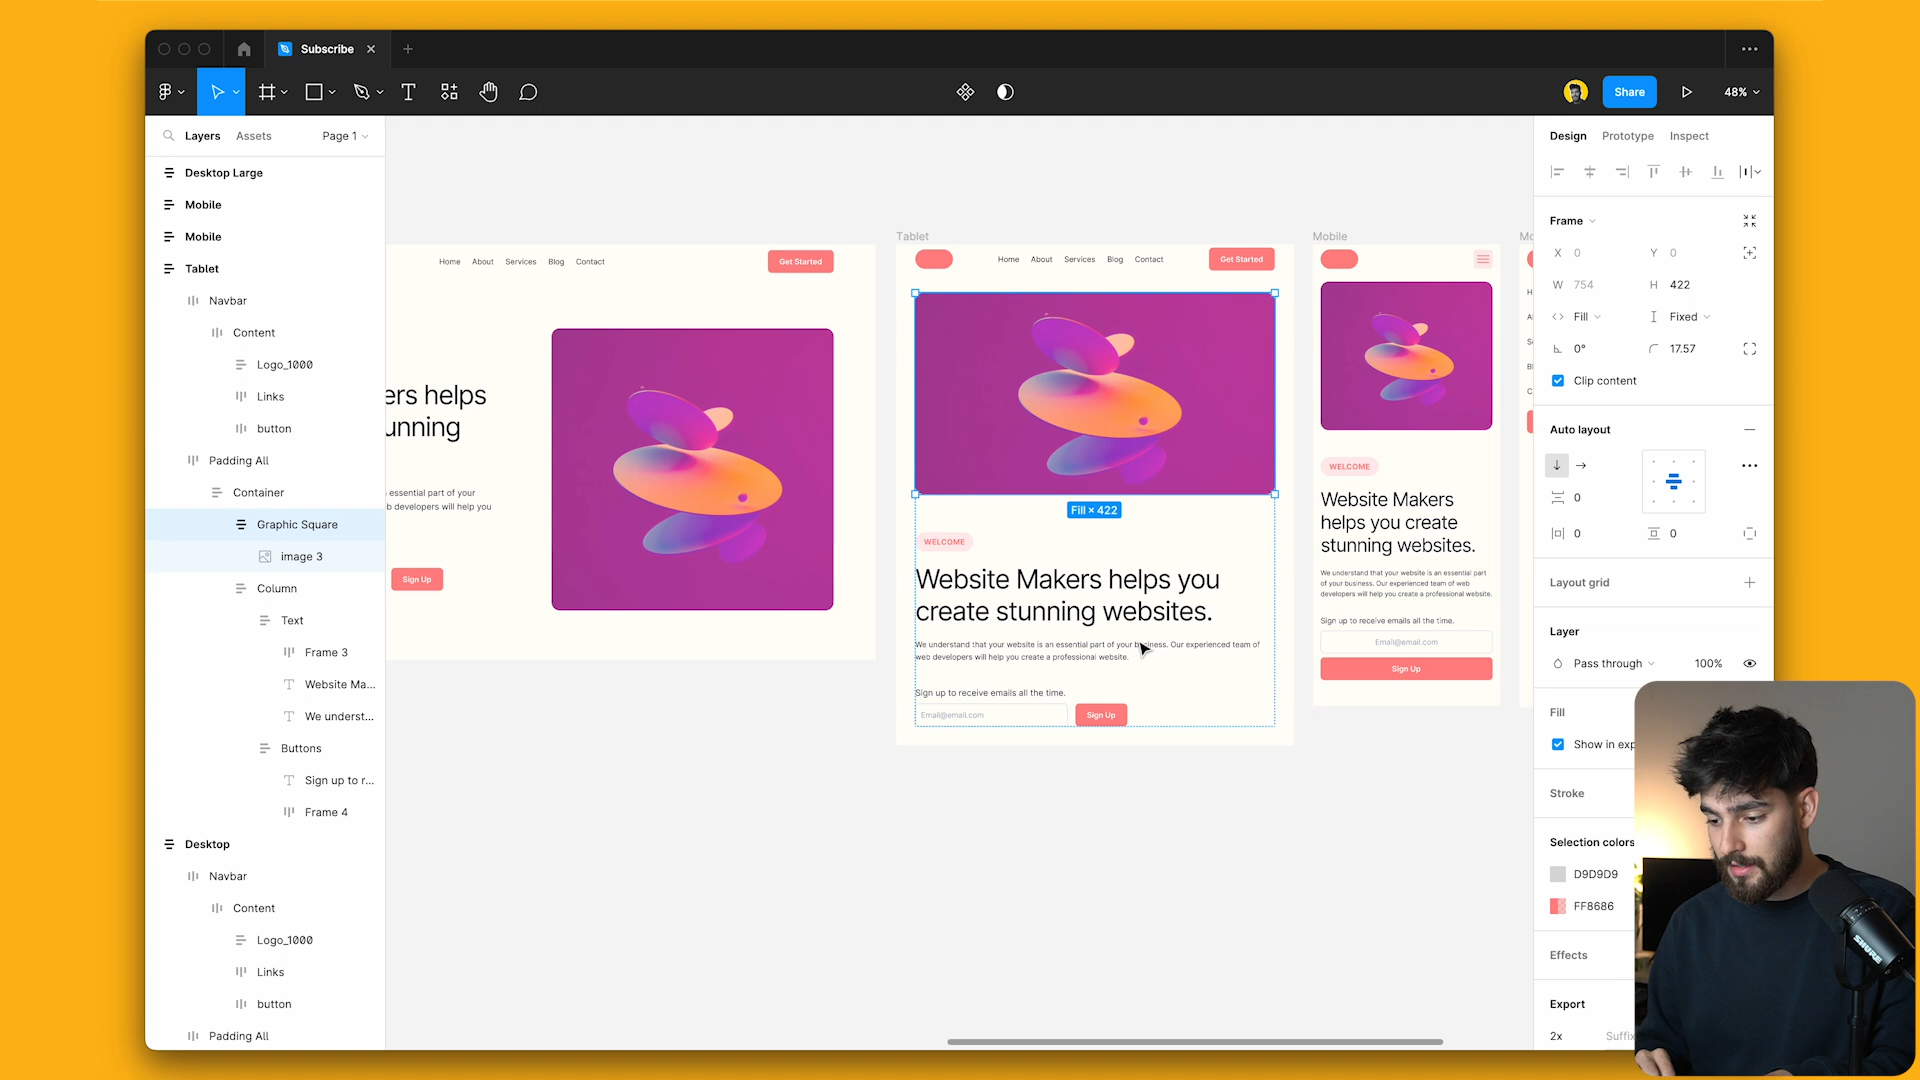 Subscribe
Share
48%
Layers
Assets
Page 1
Desktop Large
Mobile
Mobile
Tablet
Navbar
Content
Logo_1000
Links
button
Padding All
Container
Graphic Square
image 3
Column
Text
Frame 3
Website Ma...
We underst...
Buttons
Sign up to r...
Frame 4
Desktop
Navbar
Content
Logo_1000
Links
button
Padding All
Home About Services Blog Contact
Get Started
ers helps
unning
essential part of your
b developers will help you
Sign Up
Tablet
Home About Services Blog Contact
Get Started
Fill × 422
WELCOME
Website Makers helps you
create stunning websites.
We understand that your website is an essential part of your business. Our experienced team of
web developers will help you create a professional website.
Sign up to receive emails all the time.
Email@email.com
Sign Up
Mobile
WELCOME
Website Makers
helps you create
stunning websites.
We understand that your website is an essential part
of your business. Our experienced team of web
developers will help you create a professional website.
Sign up to receive emails all the time.
Email@email.com
Sign Up
Mo
Design
Prototype
Inspect
Frame
X 0
Y 0
W 754
H 422
Fill
Fixed
0°
17.57
Clip content
Auto layout
0
0
0
Layout grid
Layer
Pass through
100%
Fill
Show in exp
Stroke
Selection colors
D9D9D9
FF8686
Effects
Export
2x
Suffix
SHURE